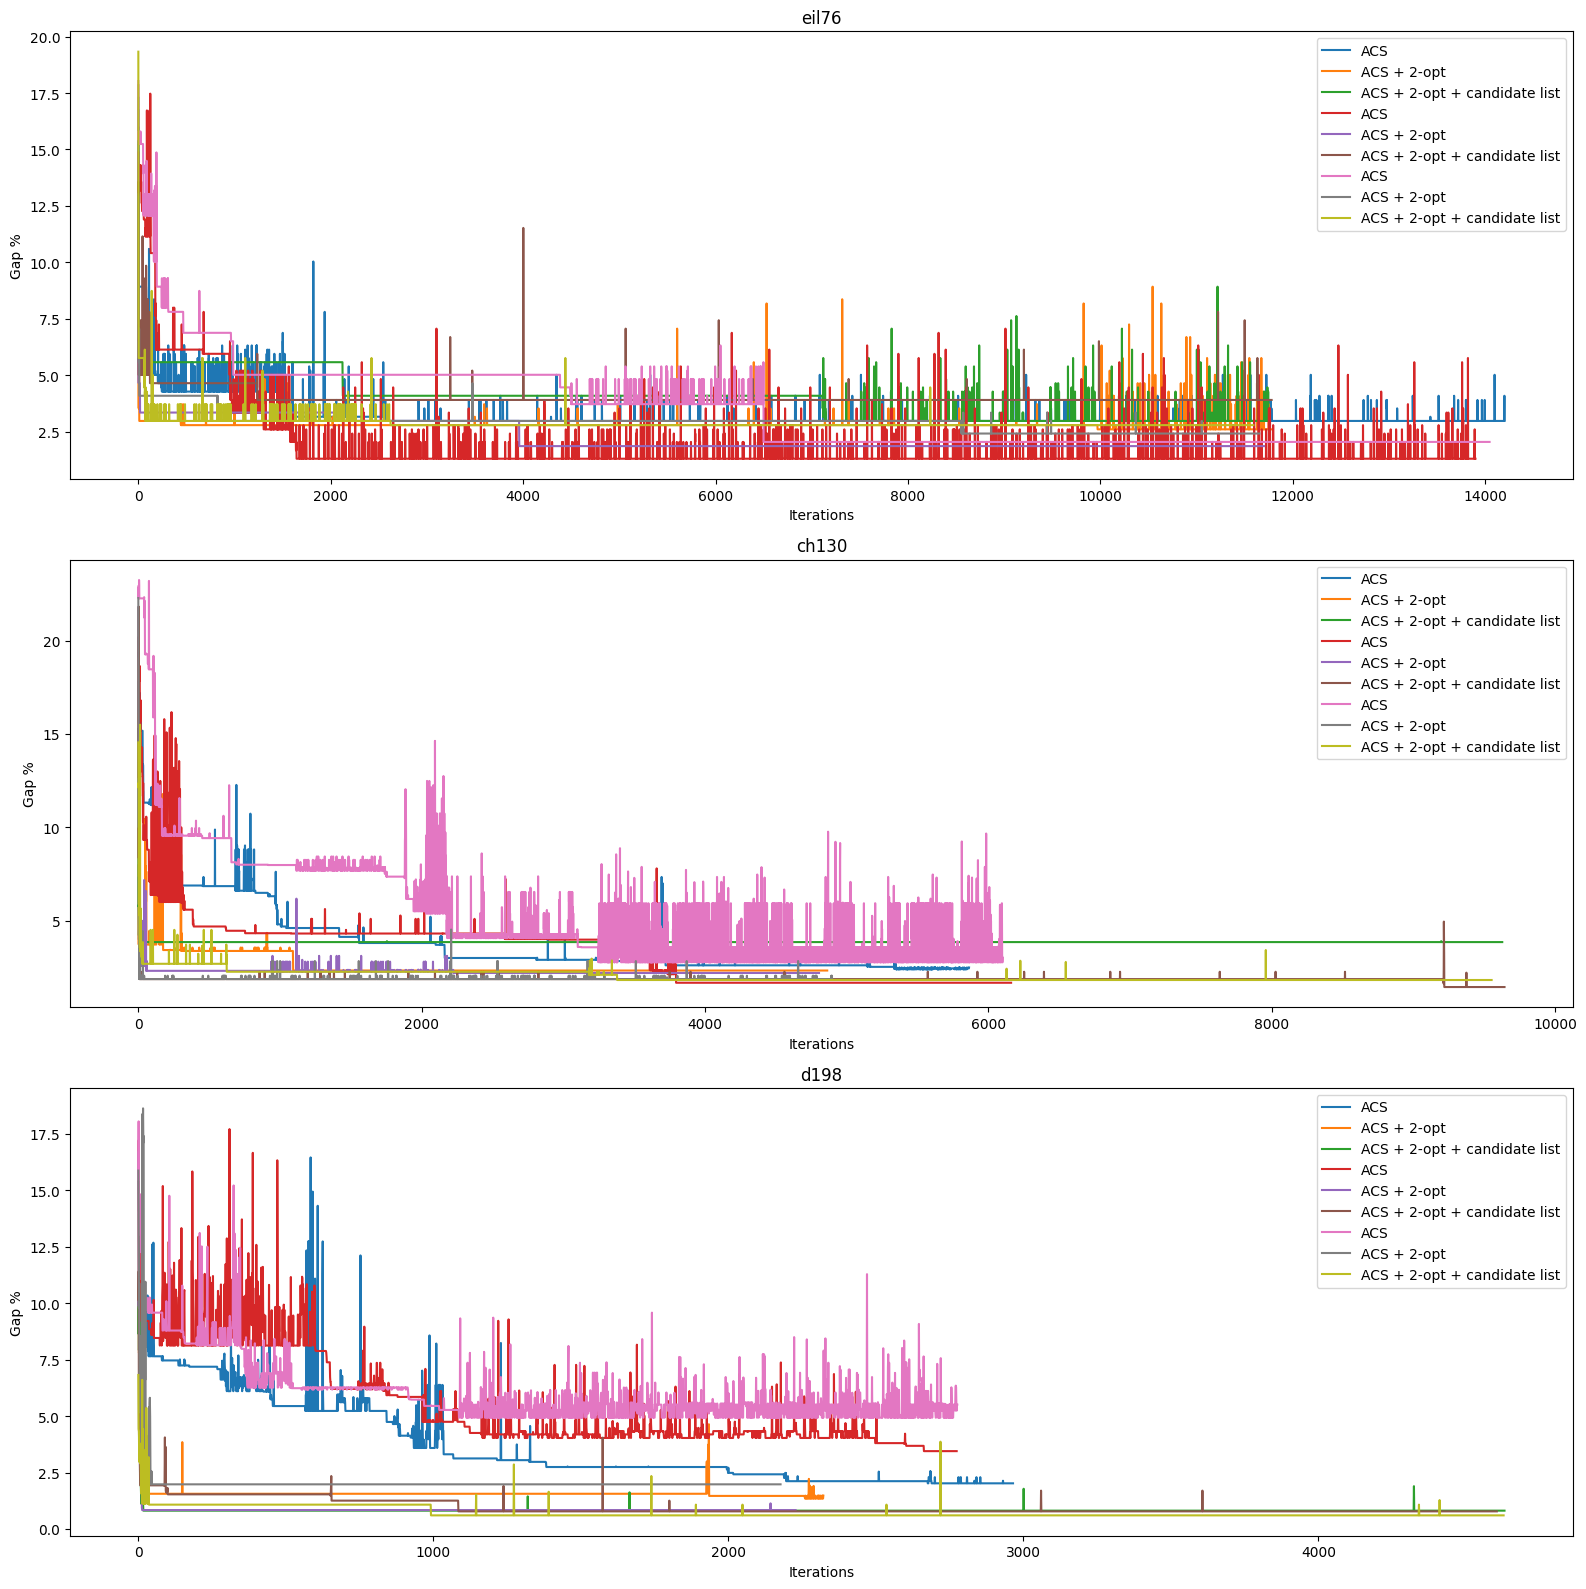 eil76
20.0
17.5
15.0
12.5
10.0
7.5
5.0
2.5
Gap %
ACS
ACS + 2-opt
ACS + 2-opt + candidate list
ACS
ACS + 2-opt
ACS + 2-opt + candidate list
ACS
ACS + 2-opt
ACS + 2-opt + candidate list
0 2000 4000 6000 8000 10000 12000 14000
Iterations
ch130
20
15
10
5
Gap %
ACS
ACS + 2-opt
ACS + 2-opt + candidate list
ACS
ACS + 2-opt
ACS + 2-opt + candidate list
ACS
ACS + 2-opt
ACS + 2-opt + candidate list
0 2000 4000 6000 8000 10000
Iterations
d198
17.5
15.0
12.5
10.0
7.5
5.0
2.5
0.0
Gap %
ACS
ACS + 2-opt
ACS + 2-opt + candidate list
ACS
ACS + 2-opt
ACS + 2-opt + candidate list
ACS
ACS + 2-opt
ACS + 2-opt + candidate list
0 1000 2000 3000 4000
Iterations